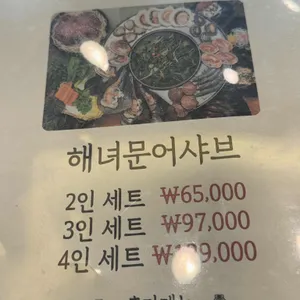 해녀문어샤브
2인 세트 ₩65,000
3인 세트 ₩97,000
4인 세트